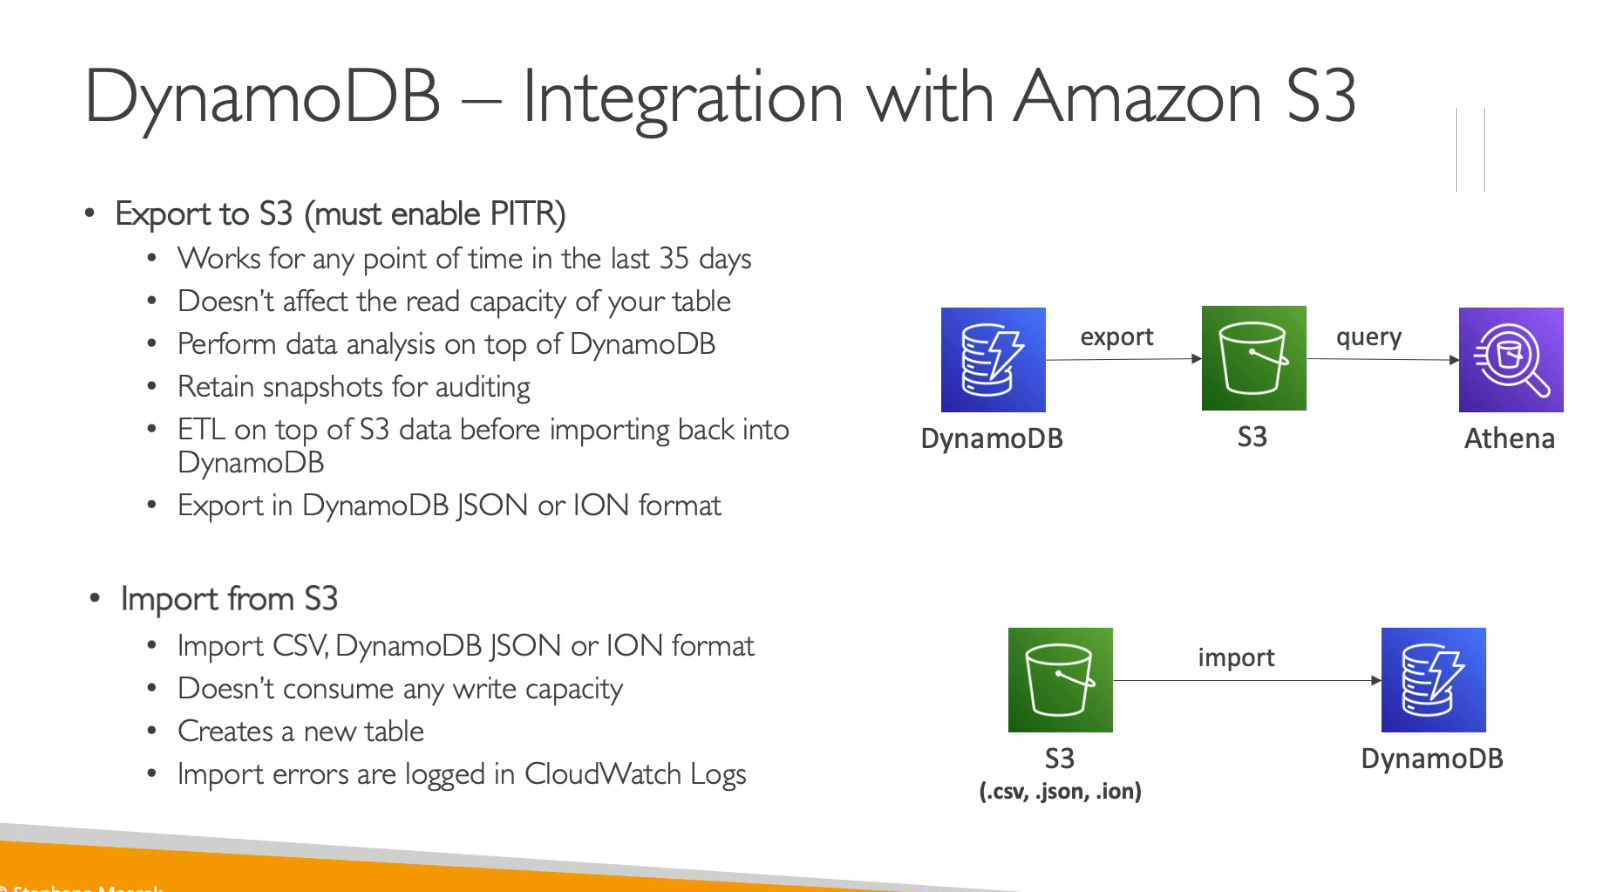 DynamoDB – Integration with Amazon S3
• Export to S3 (must enable PITR)
• Works for any point of time in the last 35 days
• Doesn't affect the read capacity of your table
• Perform data analysis on top of DynamoDB
• Retain snapshots for auditing
• ETL on top of S3 data before importing back into
DynamoDB
• Export in DynamoDB JSON or ION format
export
query
DynamoDB
S3
Athena
• Import from S3
• Import CSV, DynamoDB JSON or ION format
• Doesn't consume any write capacity
• Creates a new table
• Import errors are logged in CloudWatch Logs
import
S3
(.csv, .json, .ion)
DynamoDB